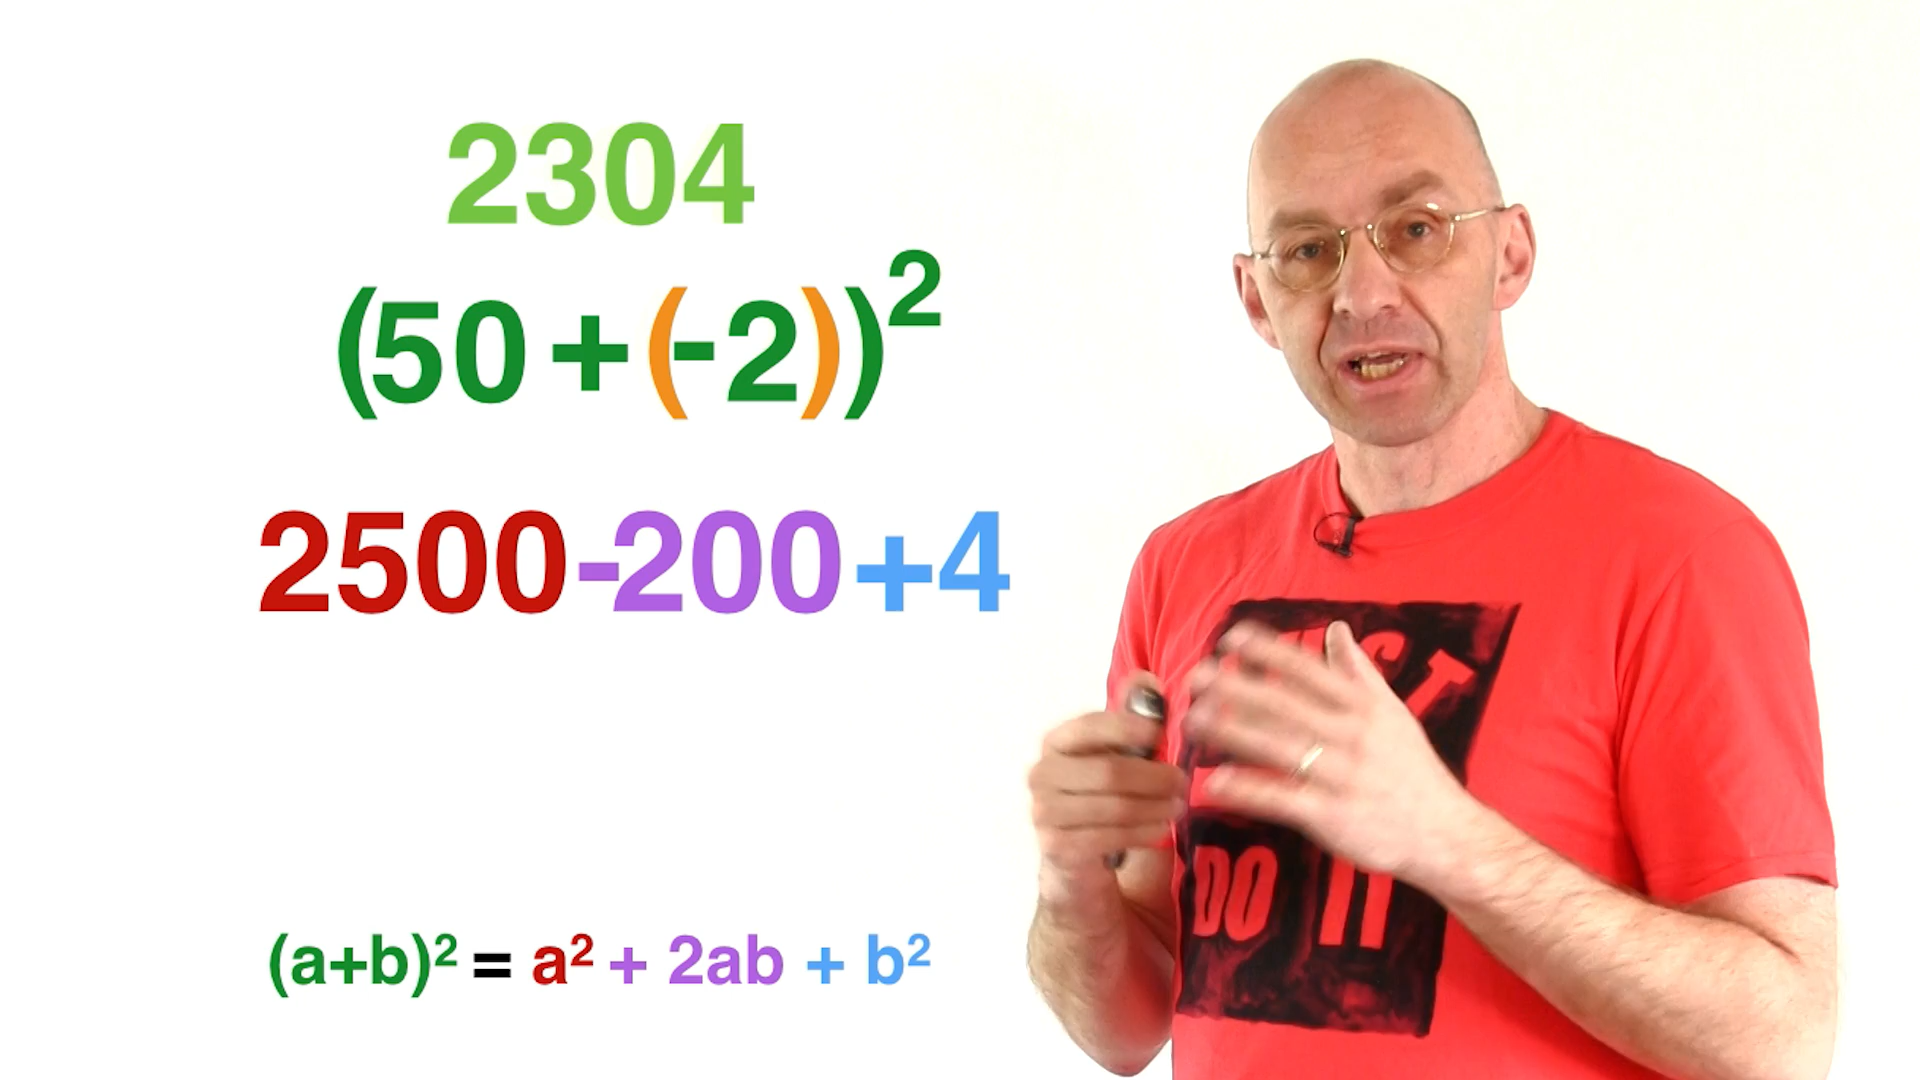 2304
(50+(-2))²
2500-200+4
(a+b)² = a² + 2ab + b²
DO IT